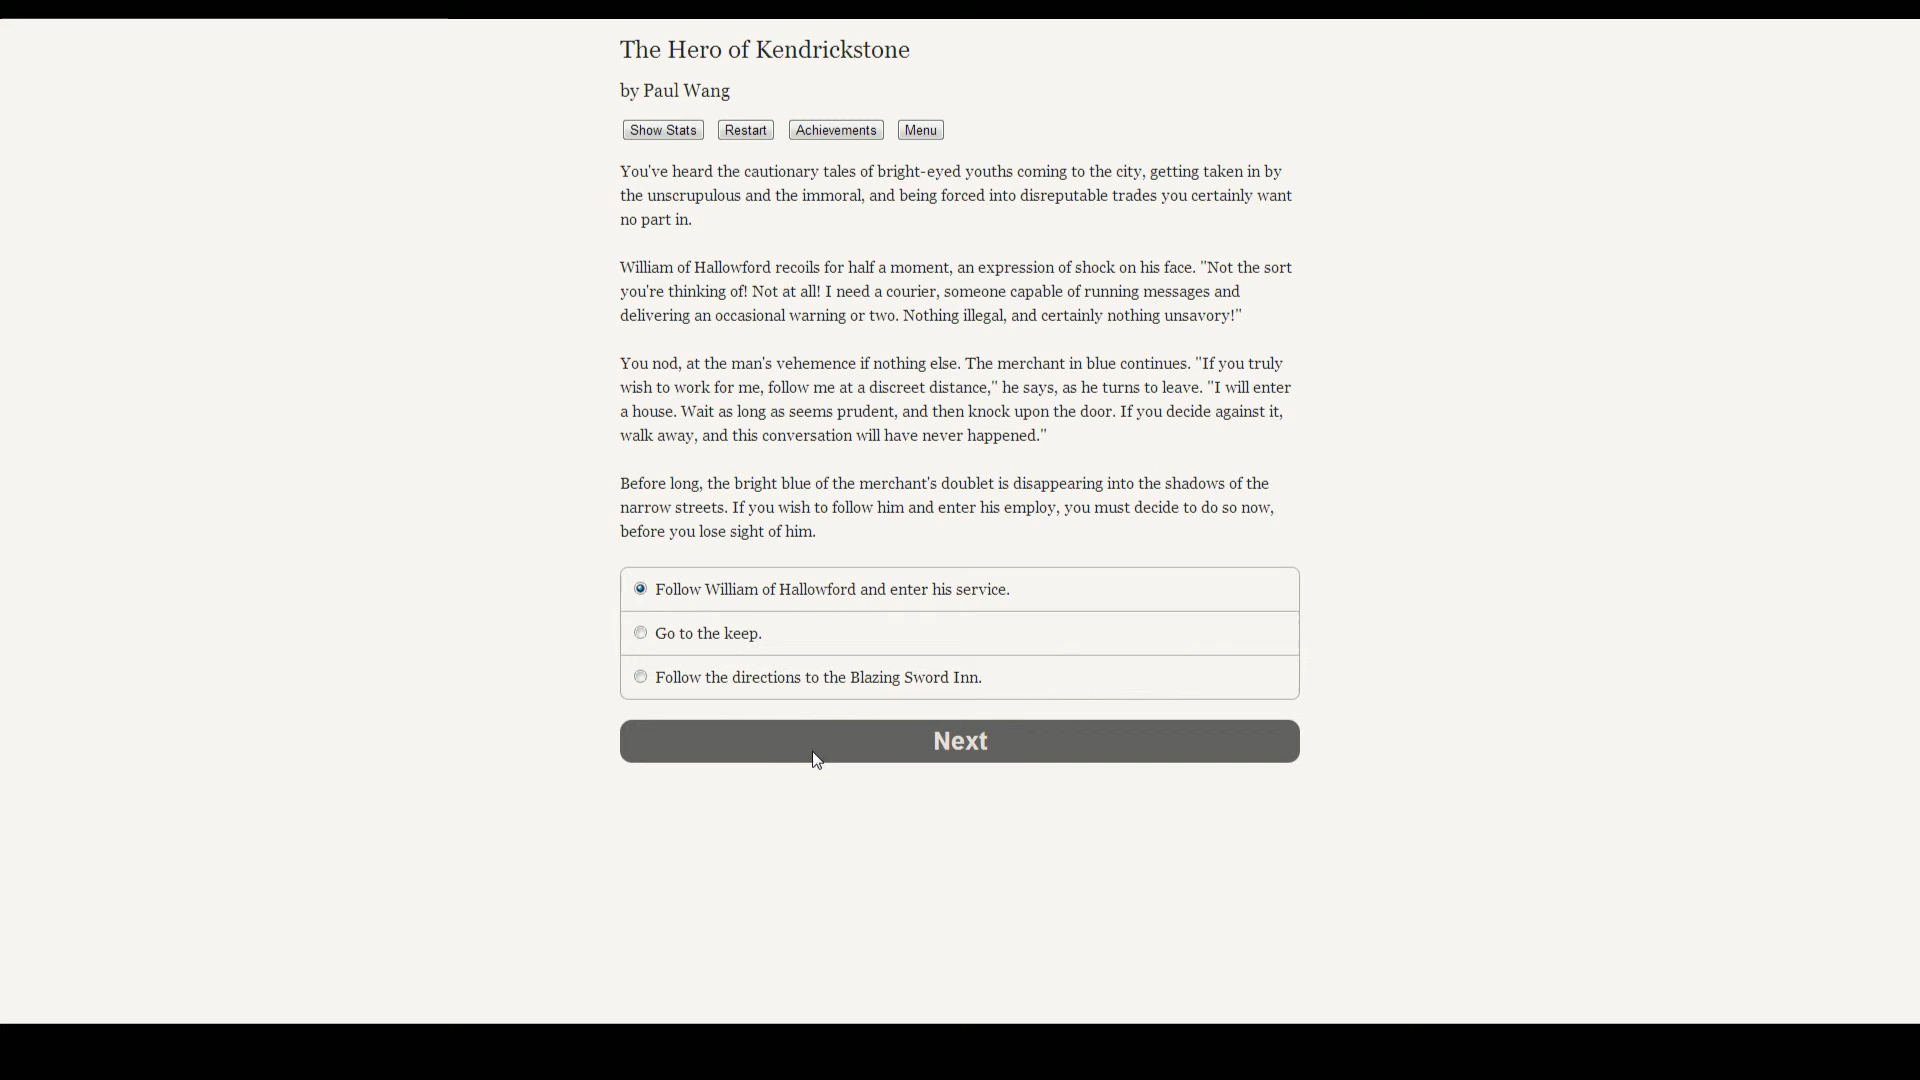 The Hero of Kendrickstone
by Paul Wang
Show Stats Restart Achievements Menu
You've heard the cautionary tales of bright-eyed youths coming to the city, getting taken in by
the unscrupulous and the immoral, and being forced into disreputable trades you certainly want
no part in.
William of Hallowford recoils for half a moment, an expression of shock on his face. "Not the sort
you're thinking of! Not at all! I need a courier, someone capable of running messages and
delivering an occasional warning or two. Nothing illegal, and certainly nothing unsavory!"
You nod, at the man's vehemence if nothing else. The merchant in blue continues. "If you truly
wish to work for me, follow me at a discreet distance," he says, as he turns to leave. "I will enter
a house. Wait as long as seems prudent, and then knock upon the door. If you decide against it,
walk away, and this conversation will have never happened."
Before long, the bright blue of the merchant's doublet is disappearing into the shadows of the
narrow streets. If you wish to follow him and enter his employ, you must decide to do so now,
before you lose sight of him.
Follow William of Hallowford and enter his service.
Go to the keep.
Follow the directions to the Blazing Sword Inn.
Next